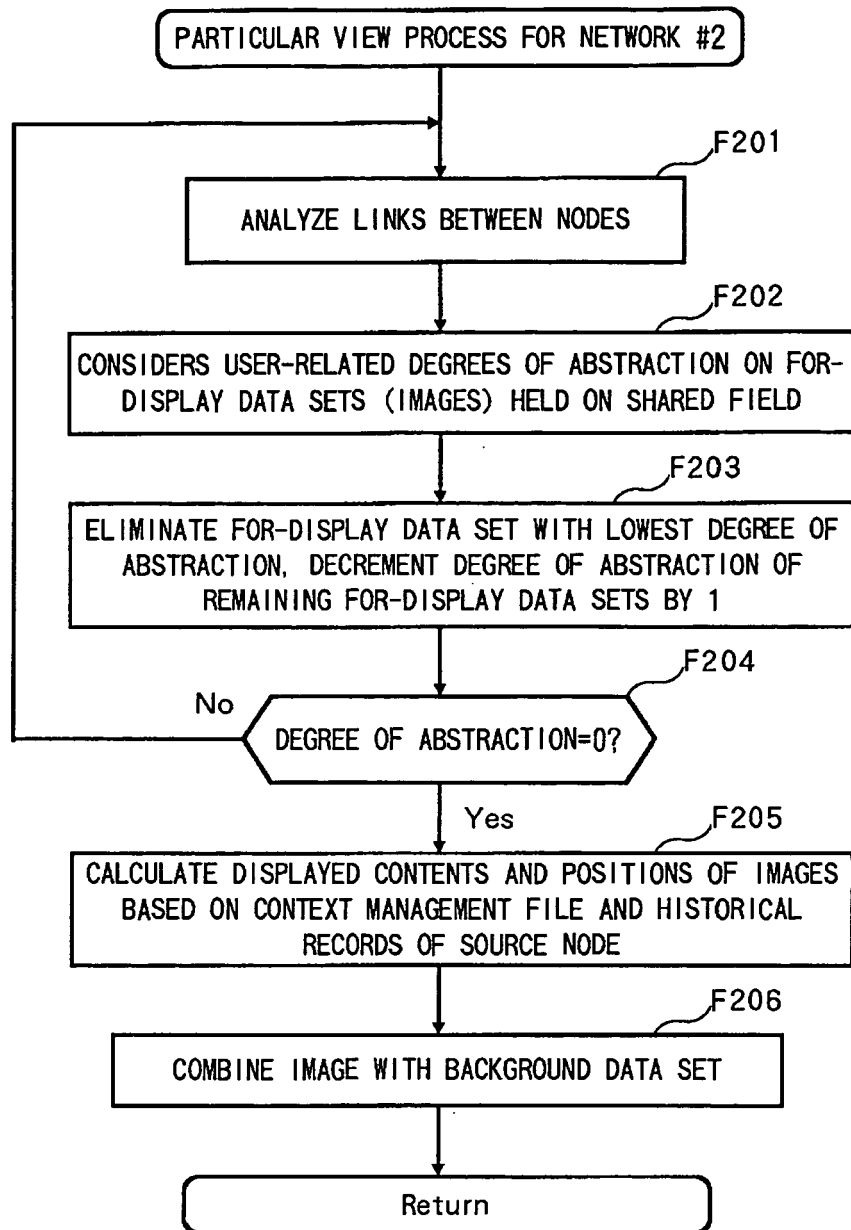 PARTICULAR VIEW PROCESS FOR NETWORK #2
F201
ANALYZE LINKS BETWEEN NODES
F202
CONSIDERS USER-RELATED DEGREES OF ABSTRACTION ON FOR-
DISPLAY DATA SETS (IMAGES) HELD ON SHARED FIELD
F203
ELIMINATE FOR-DISPLAY DATA SET WITH LOWEST DEGREE OF
ABSTRACTION, DECREMENT DEGREE OF ABSTRACTION OF
REMAINING FOR-DISPLAY DATA SETS BY 1
F204
No
DEGREE OF ABSTRACTION=0?
Yes
F205
CALCULATE DISPLAYED CONTENTS AND POSITIONS OF IMAGES
BASED ON CONTEXT MANAGEMENT FILE AND HISTORICAL
RECORDS OF SOURCE NODE
F206
COMBINE IMAGE WITH BACKGROUND DATA SET
Return